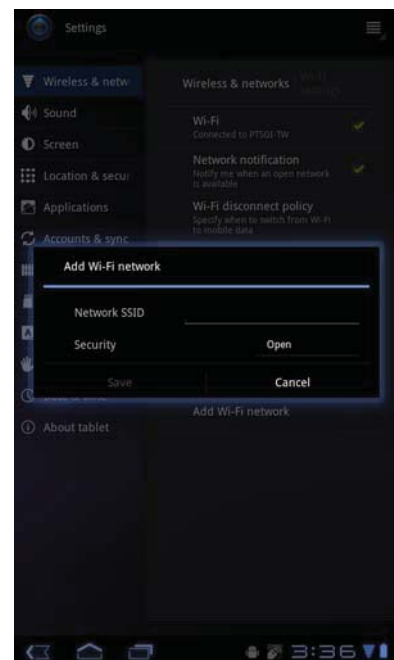 Settings
Wireless & netw
Sound
Screen
Location & secur
Applications
Accounts & sync
About tablet
Wireless & networks
Wi-Fi
Connected to PTSGI-TW
Network notification
Notify me when an open network
is available
Wi-Fi disconnect policy
Specify when to switch from Wi-Fi
to mobile data
Add Wi-Fi network
Network SSID
Security Open
Save Cancel
Add Wi-Fi network
3:36